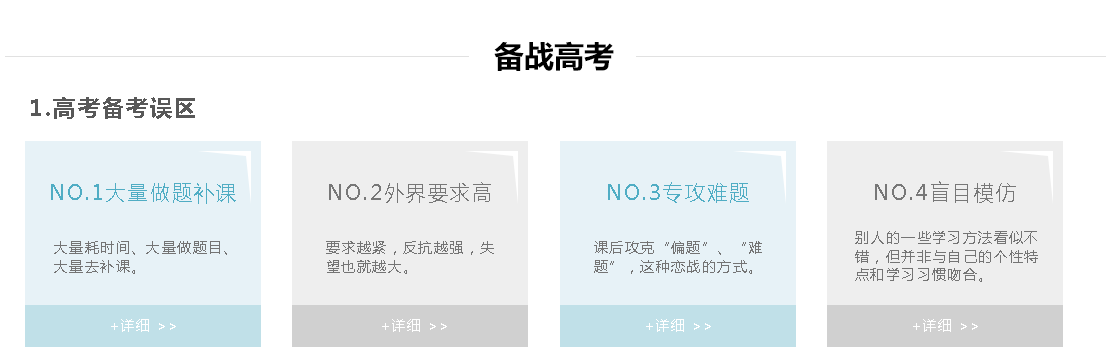 备战高考
1.高考备考误区
NO.1大量做题补课
大量耗时间、大量做题目、
大量去补课。
+详细 >>
NO.2外界要求高
要求越紧，反抗越强，失
望也就越大。
+详细 >>
NO.3专攻难题
课后攻克“偏题”、“难
题”，这种恋战的方式。
+详细 >>
NO.4盲目模仿
别人的一些学习方法看似不
错，但并非与自己的个性特
点和学习习惯吻合。
+详细 >>